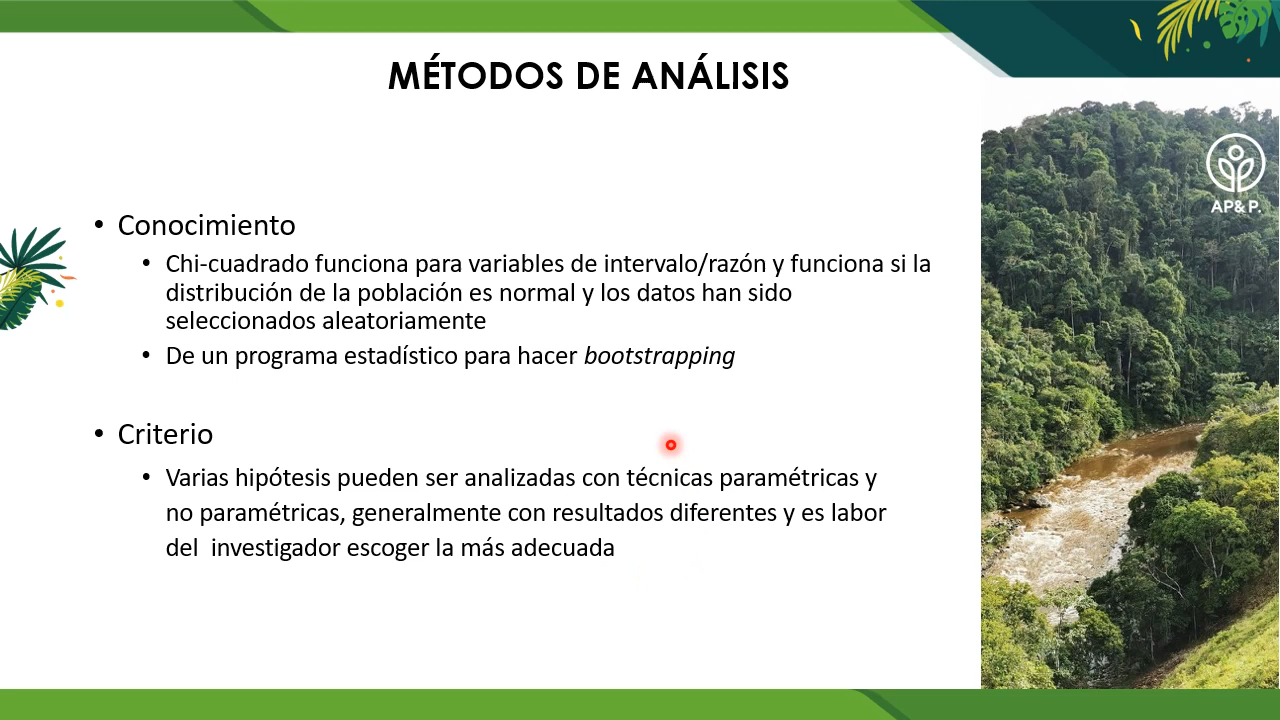 MÉTODOS DE ANÁLISIS
AP&P.
• Conocimiento
• Chi-cuadrado funciona para variables de intervalo/razón y funciona si la
distribución de la población es normal y los datos han sido
seleccionados aleatoriamente
• De un programa estadístico para hacer bootstrapping
• Criterio
• Varias hipótesis pueden ser analizadas con técnicas paramétricas y
no paramétricas, generalmente con resultados diferentes y es labor
del  investigador escoger la más adecuada